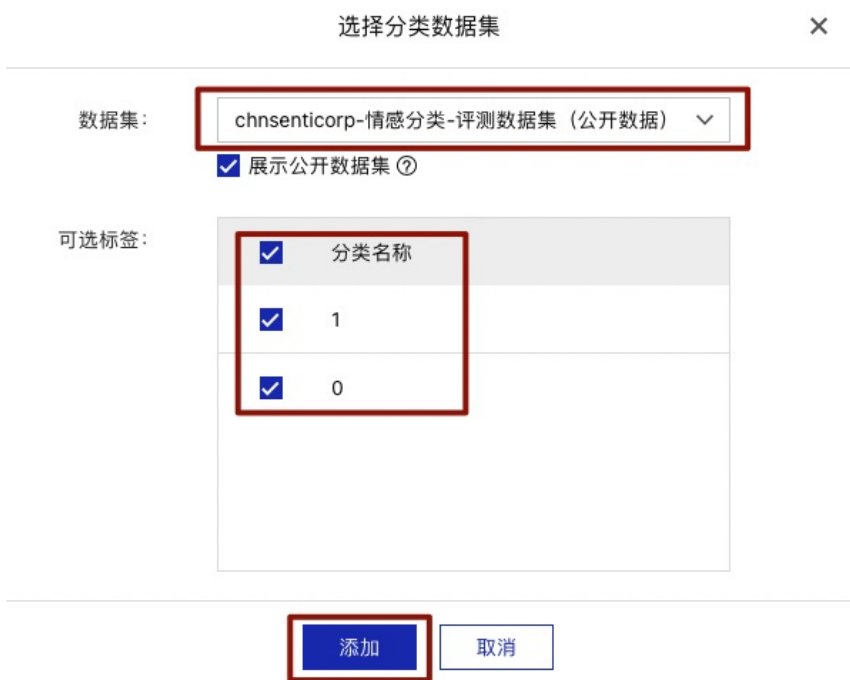 选择分类数据集
数据集:
chnsenticorp-情感分类-评测数据集（公开数据）
展示公开数据集
可选标签:
分类名称
1
0
添加
取消